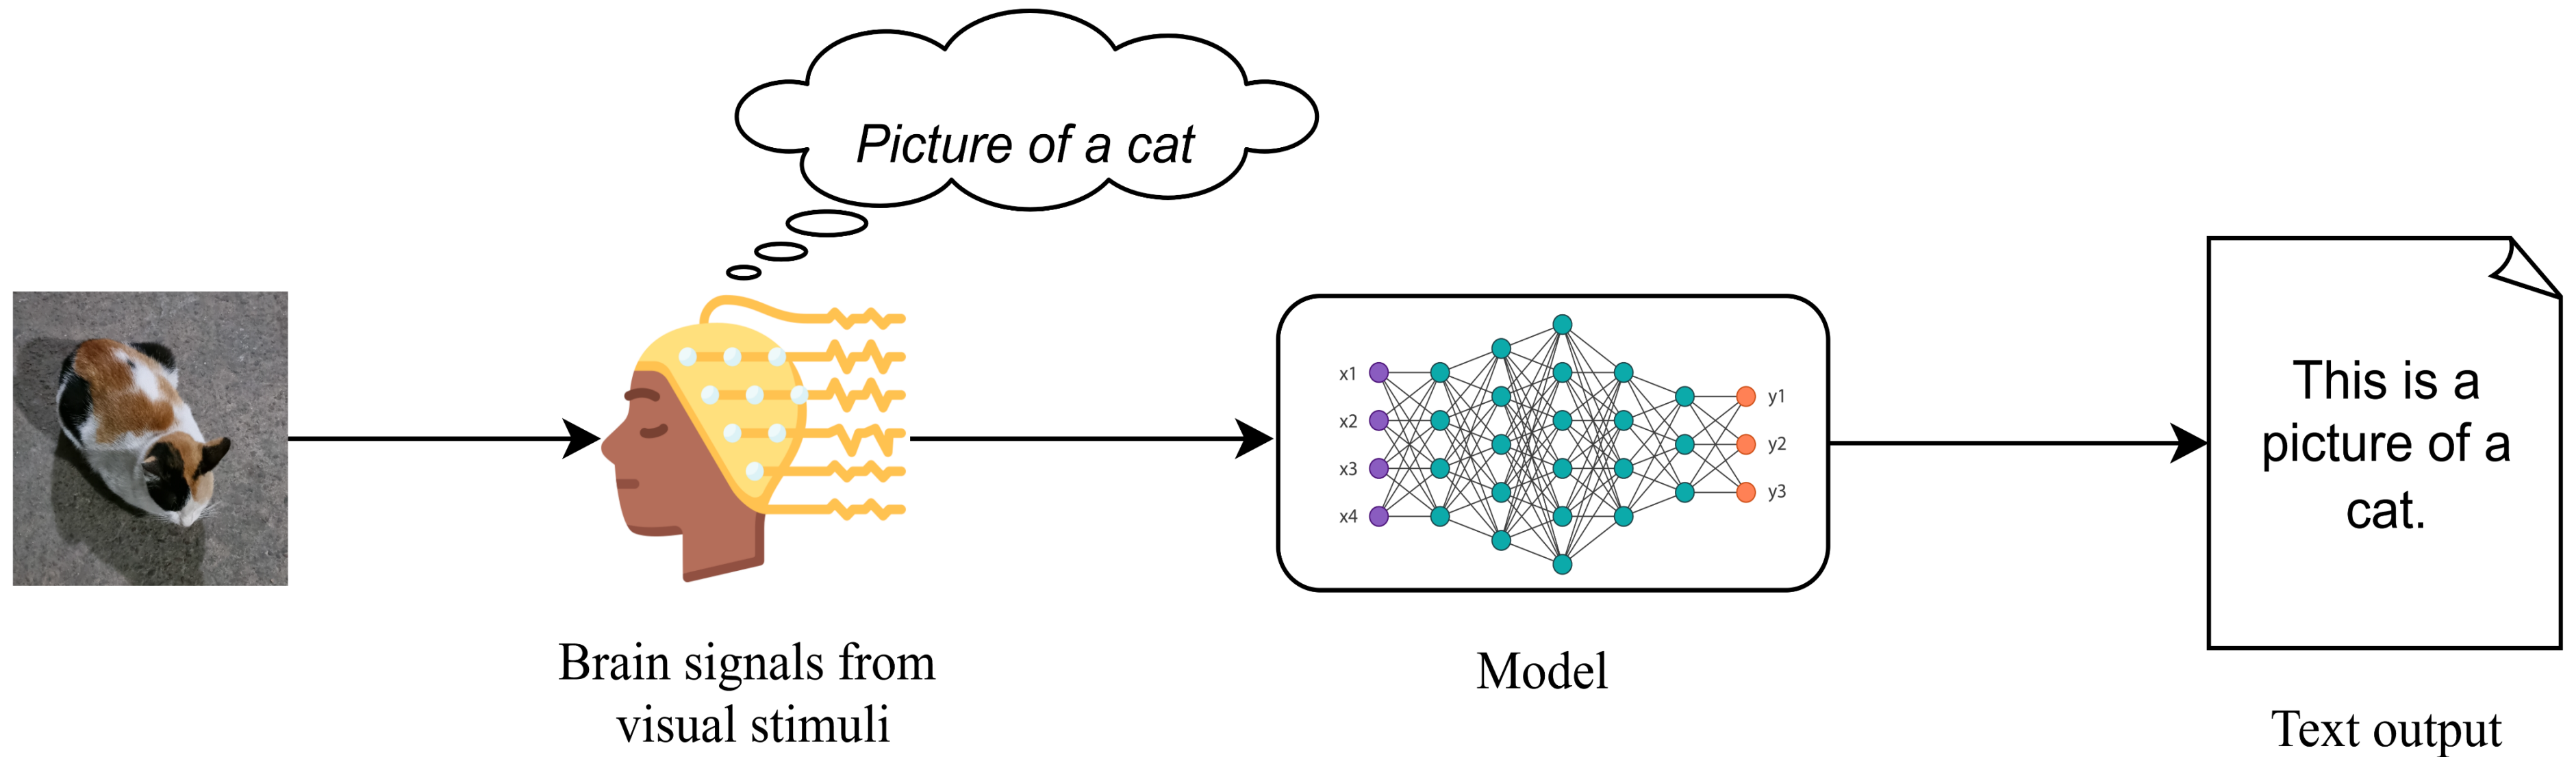 Picture of a cat
x1
x2
x3
x4
y1
y2
y3
This is a
picture of a
cat.
Brain signals from
visual stimuli
Model
Text output